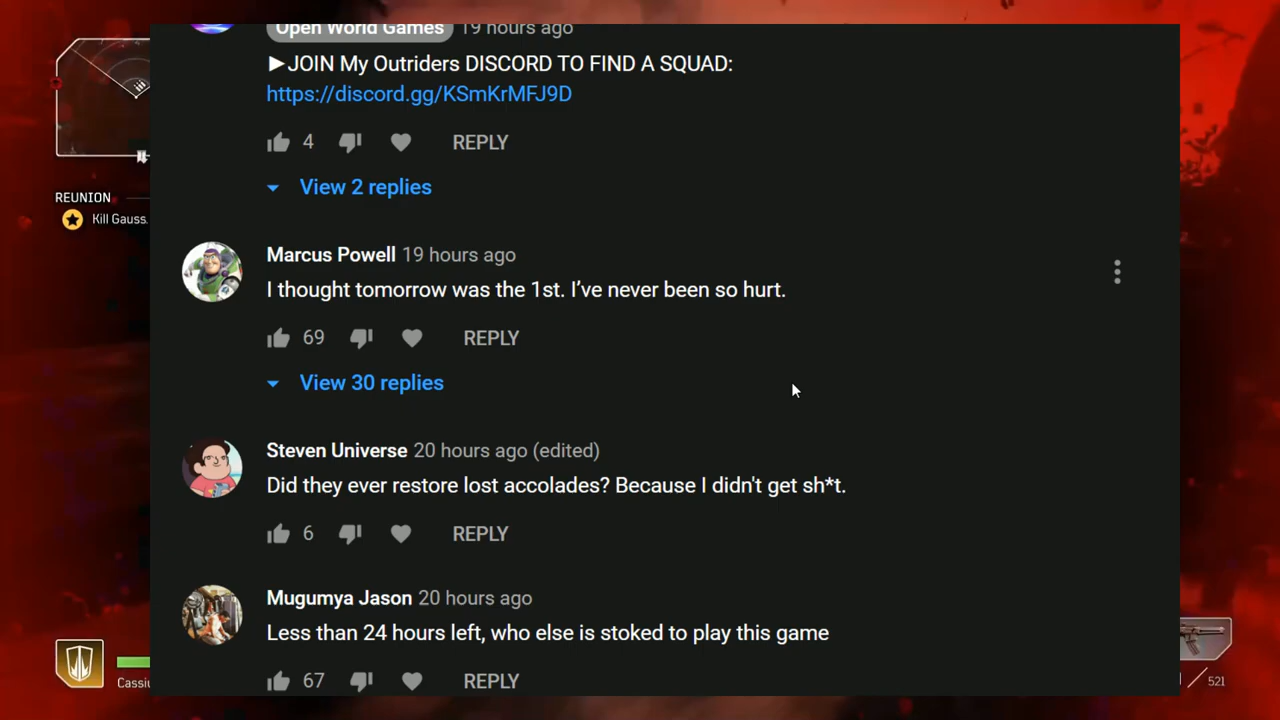 Open World Games 19 hours ago
►JOIN My Outriders DISCORD TO FIND A SQUAD:
https://discord.gg/KSmKrMFJ9D
4 REPLY
View 2 replies
REUNION
Kill Gauss.
Marcus Powell 19 hours ago
I thought tomorrow was the 1st. I’ve never been so hurt.
69 REPLY
View 30 replies
Steven Universe 20 hours ago (edited)
Did they ever restore lost accolades? Because I didn't get sh*t.
6 REPLY
Mugumya Jason 20 hours ago
Less than 24 hours left, who else is stoked to play this game
67 REPLY
Cassiu
/ 521